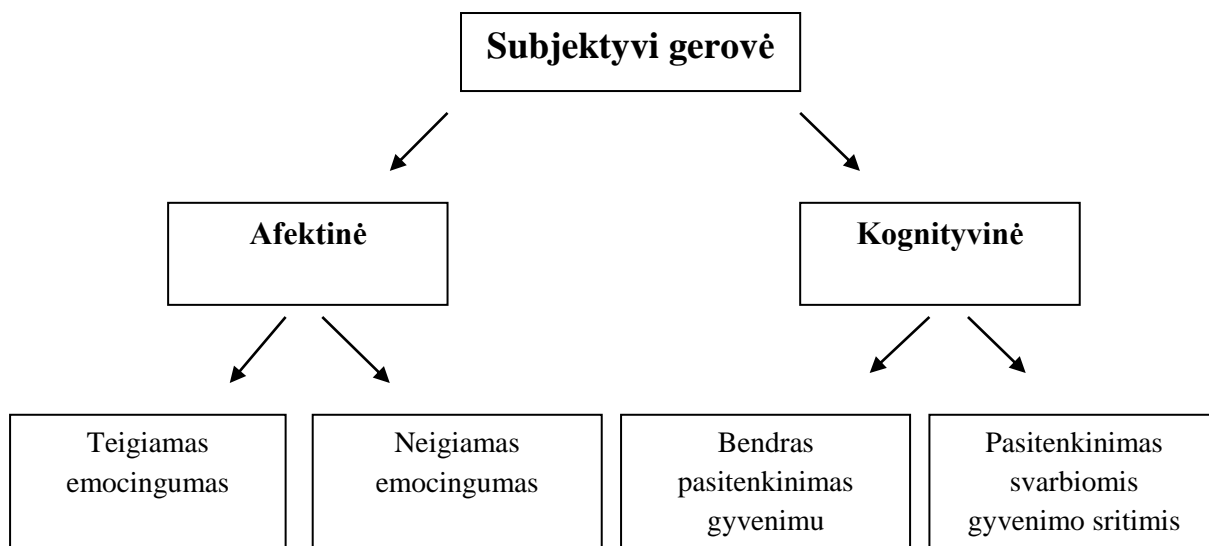 Subjektyvi gerovė
Afektinė
Kognityvinė
Teigiamas
emocingumas
Neigiamas
emocingumas
Bendras
pasitenkinimas
gyvenimu
Pasitenkinimas
svarbiomis
gyvenimo sritimis